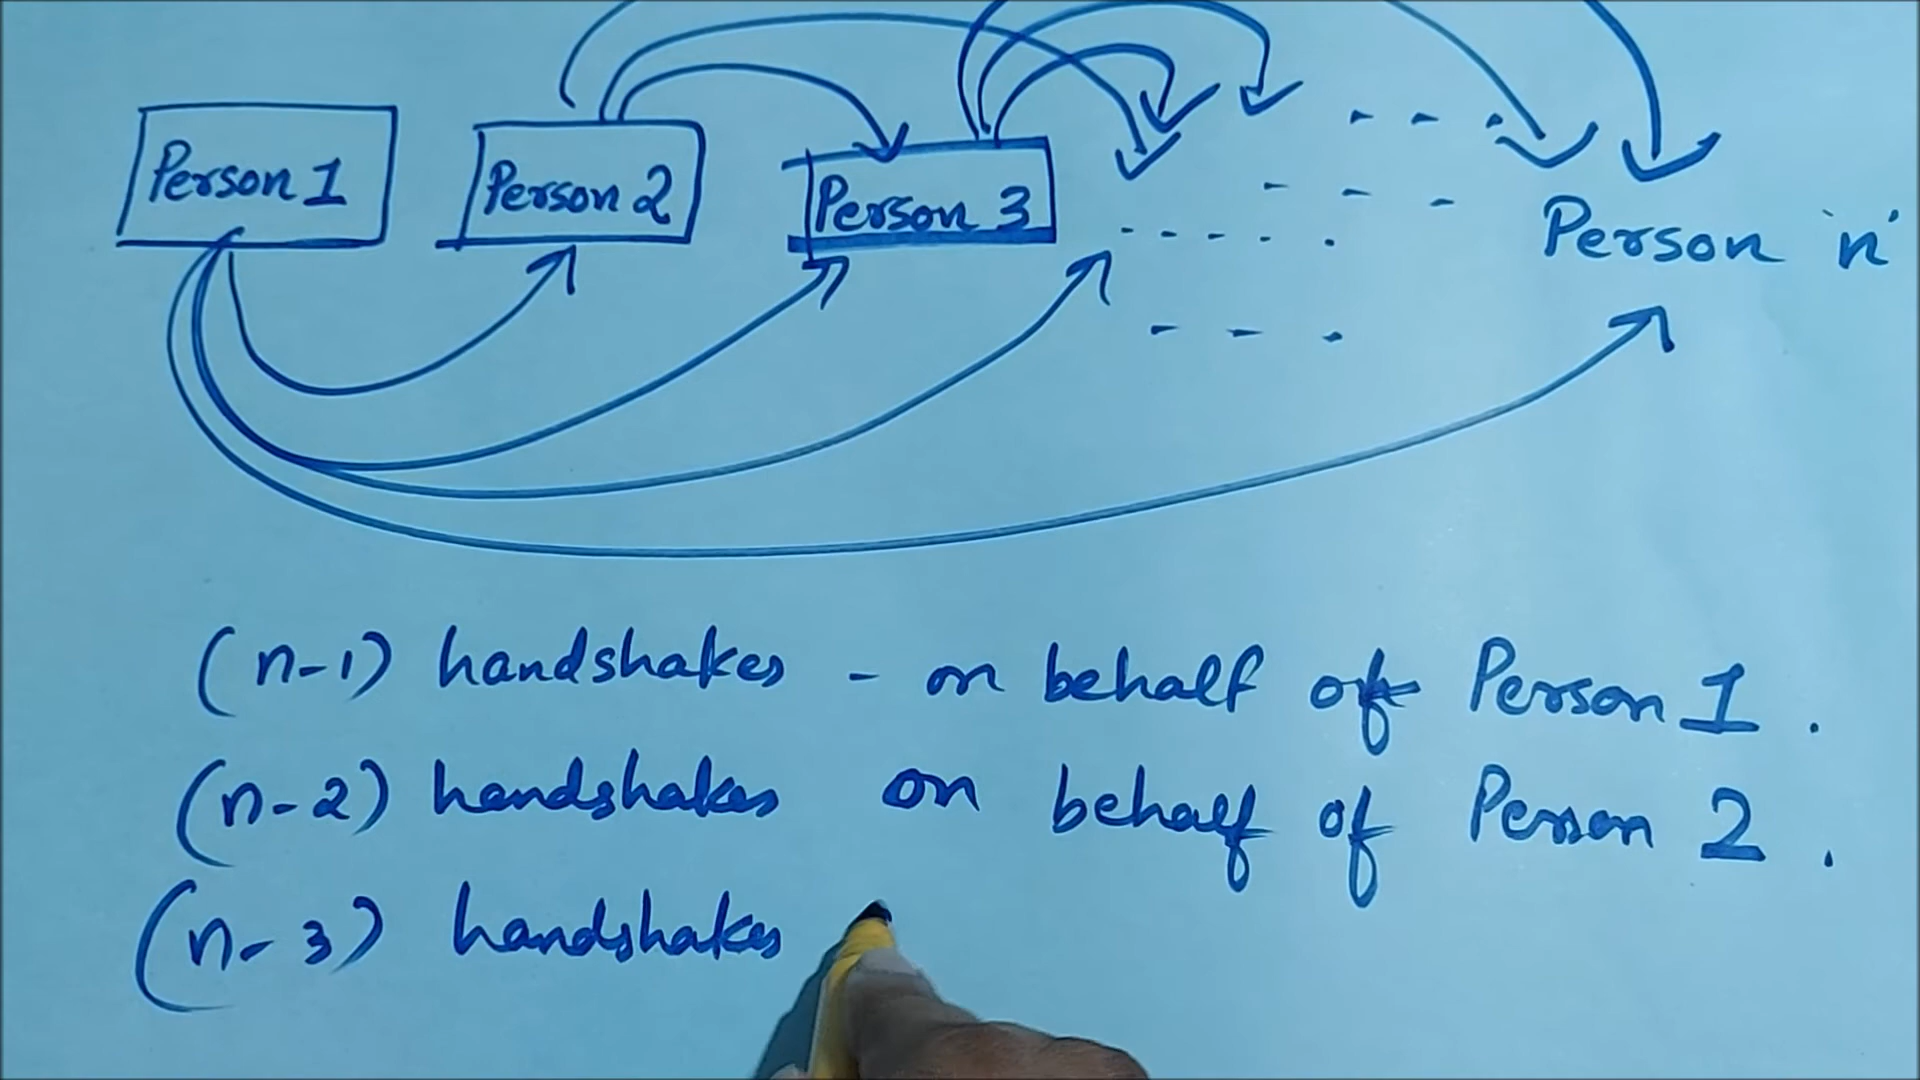 Person 1 Person 2 Person 3 Person 'n'
(n-1) handshakes - on behalf of Person 1.
(n-2) handshakes on behalf of Person 2.
(n-3) handshakes